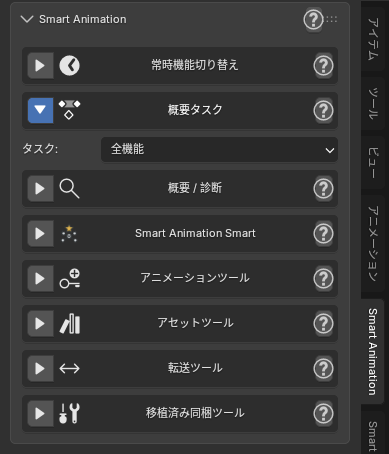 Smart Animation
常時機能切り替え
概要タスク
タスク:
全機能
概要 / 診断
Smart Animation Smart
アニメーションツール
アセットツール
転送ツール
移植済み同梱ツール
アイテム
ツール
ビュー
アニメーション
Smart Animation
Smart